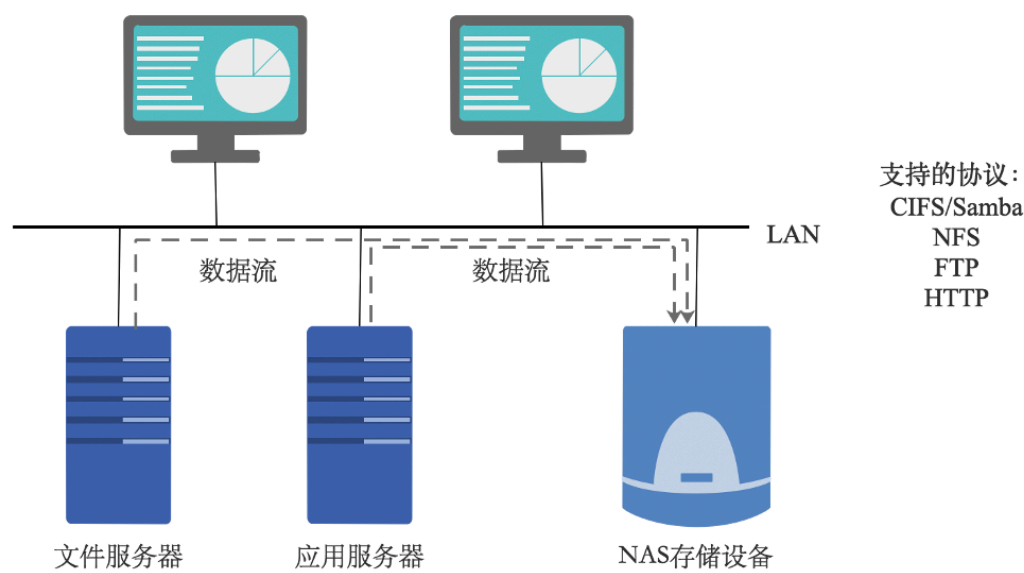 支持的协议：
CIFS/Samba
NFS
FTP
HTTP
LAN
数据流
数据流
文件服务器
应用服务器
NAS存储设备